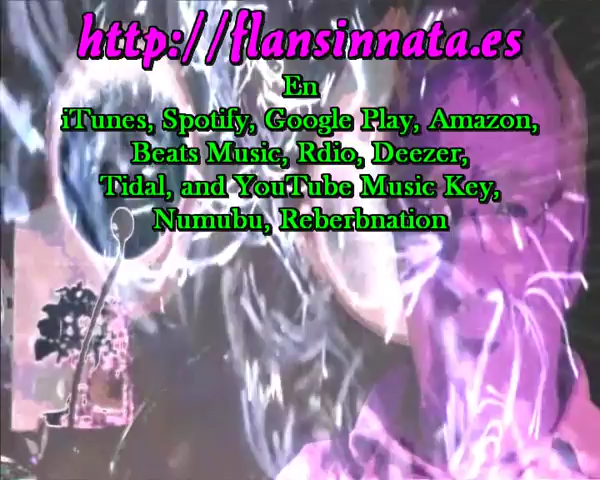 http://flansinnata.es
En
iTunes, Spotify, Google Play, Amazon,
Beats Music, Rdio, Deezer,
Tidal, and YouTube Music Key,
Numubu, Reberbnation